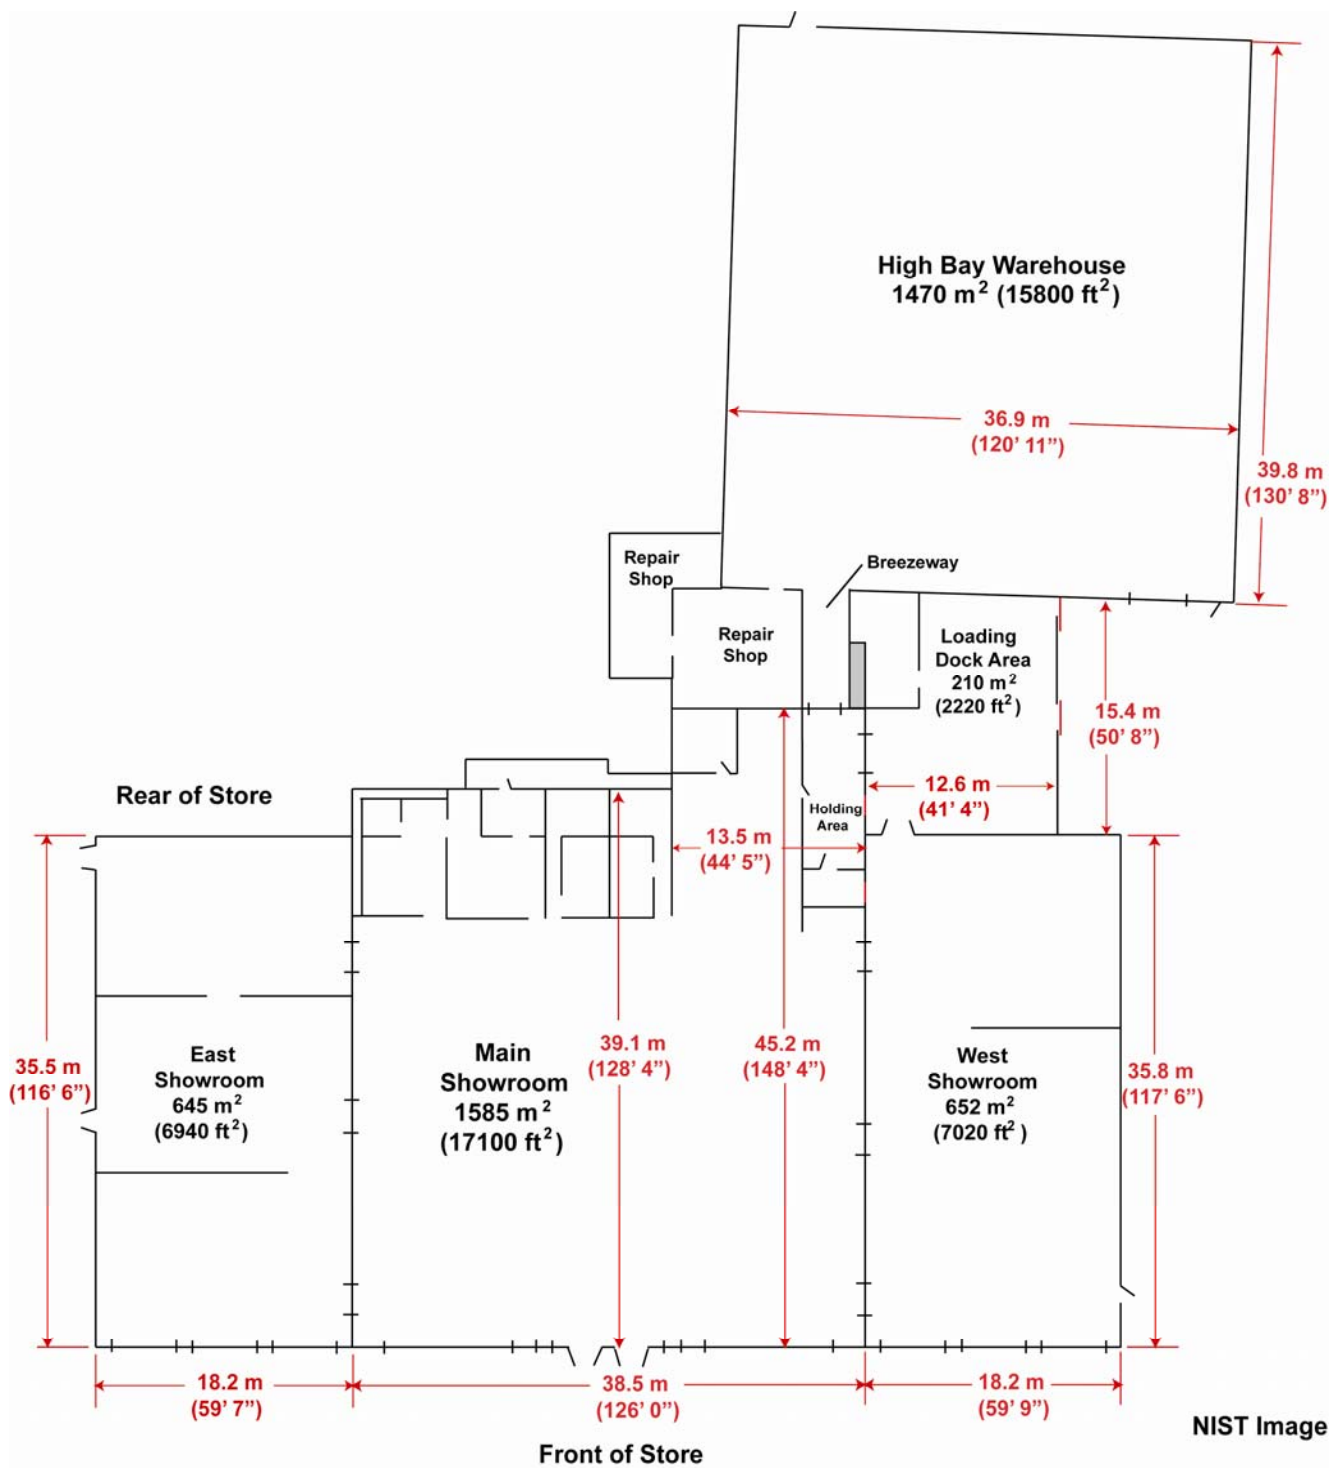 High Bay Warehouse
1470 m² (15800 ft²)
36.9 m
(120’ 11”)
39.8 m
(130’ 8”)
Repair
Shop
Breezeway
Repair
Shop
Loading
Dock Area
210 m²
(2220 ft²)
15.4 m
(50’ 8”)
12.6 m
(41’ 4”)
Rear of Store
Holding
Area
13.5 m
(44’ 5”)
35.5 m
(116’ 6”)
East
Showroom
645 m²
(6940 ft²)
Main
Showroom
1585 m²
(17100 ft²)
39.1 m
(128’ 4”)
45.2 m
(148’ 4”)
West
Showroom
652 m²
(7020 ft²)
35.8 m
(117’ 6”)
18.2 m
(59’ 7”)
38.5 m
(126’ 0”)
18.2 m
(59’ 9”)
NIST Image
Front of Store